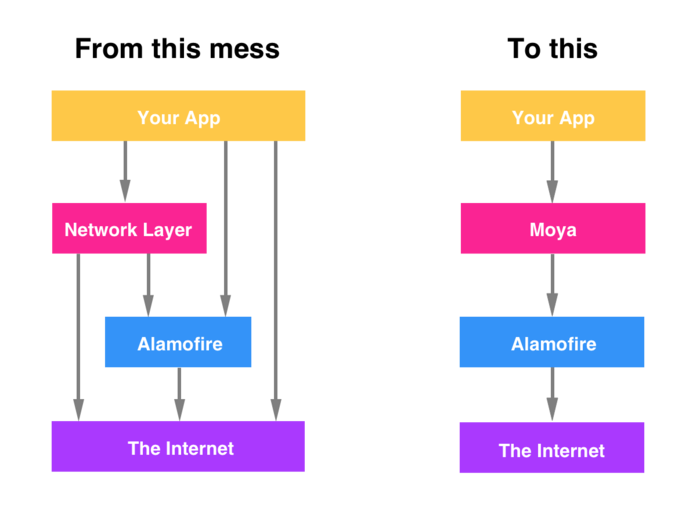 From this mess
Your App
Network Layer
Alamofire
The Internet
To this
Your App
Moya
Alamofire
The Internet